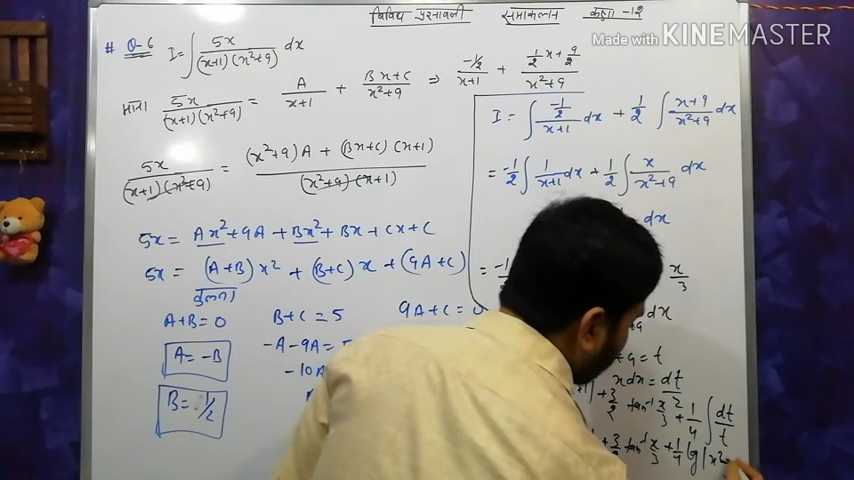 विविध प्रश्नावली समाकलन कक्षा -12
Made with KINEMASTER
# Q-6 I = ∫ 5x / (x+1)(x²+9) dx
माना 5x / (x+1)(x²+9) = A / x+1 + Bx+C / x²+9 ⇒ -1/2 / x+1 + 1/2 x + 9/2 / x²+9
5x / (x+1)(x²+9) = (x²+9)A + (Bx+C)(x+1) / (x²+9)(x+1)
5x = Ax²+9A + Bx² + Bx + Cx + C
5x = (A+B)x² + (B+C)x + (9A+C)
तुलना
A+B=0 B+C=5 9A+C=0
A=-B -A-9A=
-10A
B=1/2
I = ∫ -1/2 / x+1 dx + 1/2 ∫ x+9 / x²+9 dx
= -1/2 ∫ 1 / x+1 dx + 1/2 ∫ x / x²+9 dx
dx
= -1 x/3
dx
+9=t
x dx = dt/2
+ 3/2 tan⁻¹ x/3 + 1/4 ∫ dt/t
+ 3/2 tan⁻¹ x/3 + 1/4 log |x²